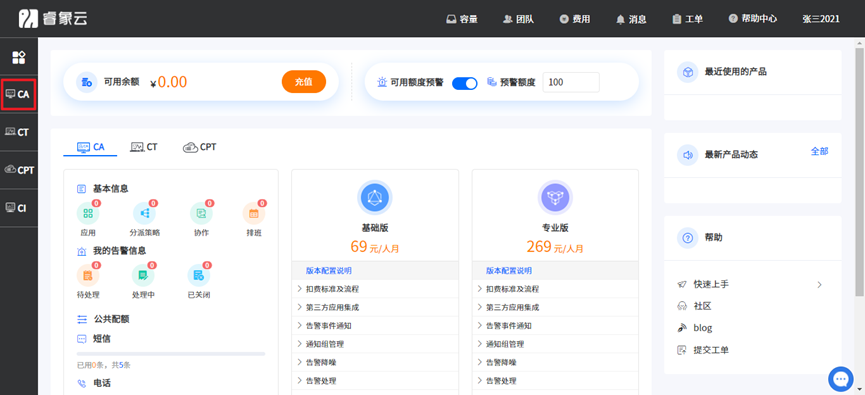 睿象云 容量 团队 费用 消息 工单 帮助中心 张三2021
CA
CT
CPT
CI
可用余额 ¥0.00 充值
可用额度预警 预警额度 100
CA CT CPT
基本信息
0 0 0 0
应用 分派策略 协作 排班
我的告警信息
0 0 0
待处理 处理中 已关闭
公共配额
短信
已用0条，共5条
电话
基础版
69 元/人月
版本配置说明
扣费标准及流程
第三方应用集成
告警事件通知
通知组管理
告警降噪
告警处理
专业版
269 元/人月
版本配置说明
扣费标准及流程
第三方应用集成
告警事件通知
通知组管理
告警降噪
告警处理
最近使用的产品
最新产品动态 全部
帮助
快速上手
社区
blog
提交工单